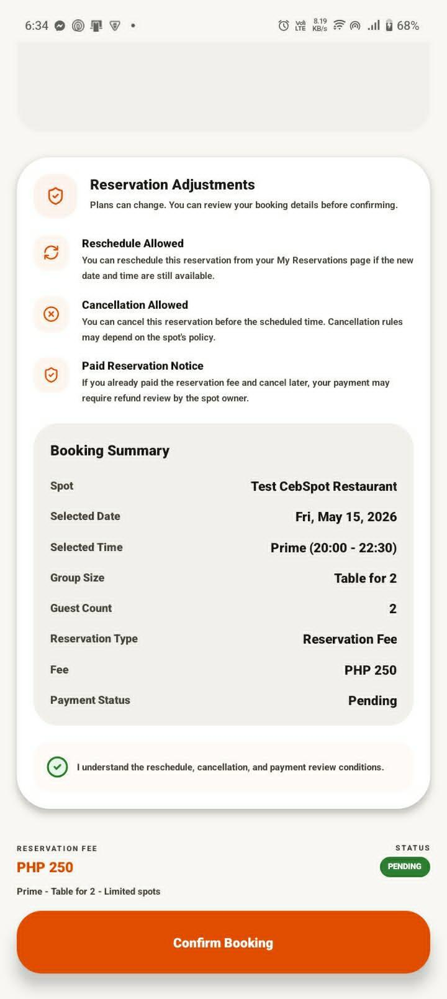 6:34
Vo))
LTE
8.19
KB/s
68%
Reservation Adjustments
Plans can change. You can review your booking details before confirming.
Reschedule Allowed
You can reschedule this reservation from your My Reservations page if the new
date and time are still available.
Cancellation Allowed
You can cancel this reservation before the scheduled time. Cancellation rules
may depend on the spot's policy.
Paid Reservation Notice
If you already paid the reservation fee and cancel later, your payment may
require refund review by the spot owner.
Booking Summary
Spot Test CebSpot Restaurant
Selected Date Fri, May 15, 2026
Selected Time Prime (20:00 - 22:30)
Group Size Table for 2
Guest Count 2
Reservation Type Reservation Fee
Fee PHP 250
Payment Status Pending
I understand the reschedule, cancellation, and payment review conditions.
RESERVATION FEE STATUS
PHP 250 PENDING
Prime - Table for 2 - Limited spots
Confirm Booking